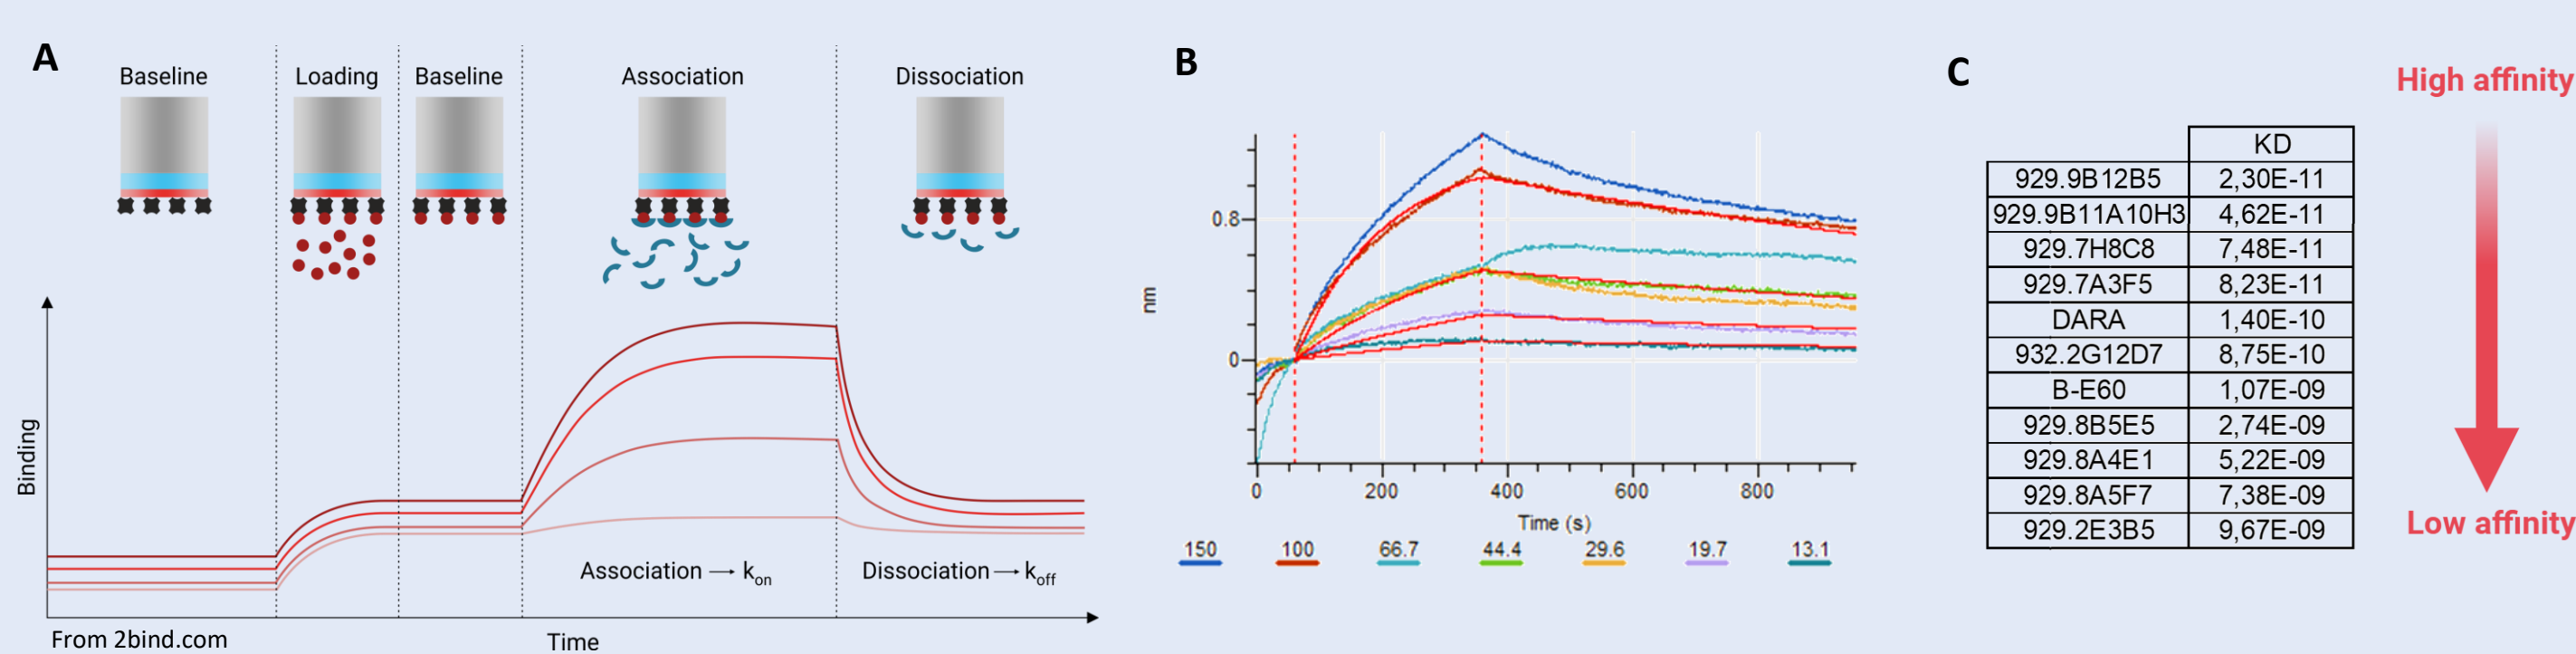 A
Baseline
Loading
Baseline
Association
Dissociation
Binding
Association → kon
Dissociation → koff
From 2bind.com
Time
B
nm
0.8
0
0 200 400 600 800
Time (s)
150 100 66.7 44.4 29.6 19.7 13.1
C
High affinity
KD
929.9B12B5 2,30E-11
929.9B11A10H3 4,62E-11
929.7H8C8 7,48E-11
929.7A3F5 8,23E-11
DARA 1,40E-10
932.2G12D7 8,75E-10
B-E60 1,07E-09
929.8B5E5 2,74E-09
929.8A4E1 5,22E-09
929.8A5F7 7,38E-09
929.2E3B5 9,67E-09
Low affinity